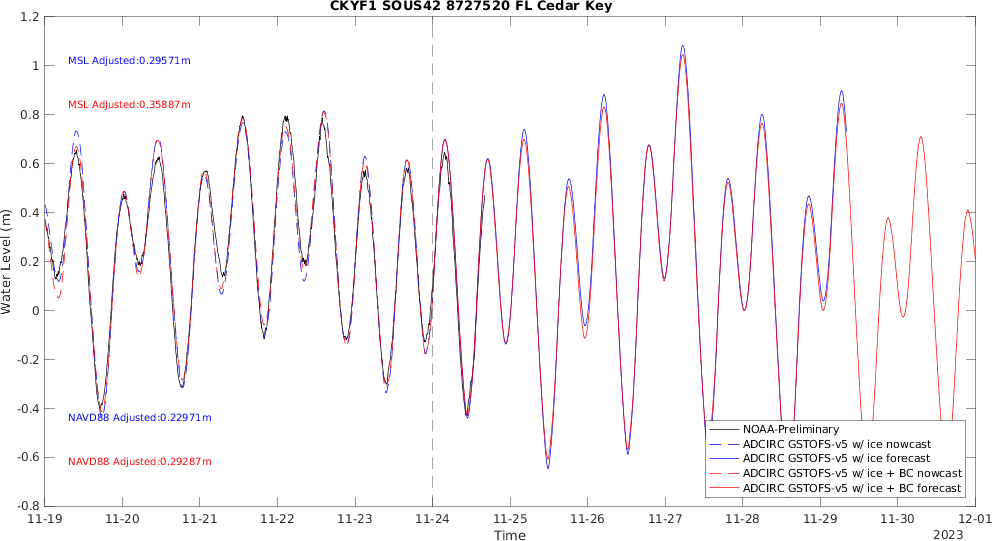 CKYF1 SOUS42 8727520 FL Cedar Key
1.2
1
0.8
0.6
0.4
0.2
0
-0.2
-0.4
-0.6
-0.8
Water Level (m)
MSL Adjusted:0.29571m
MSL Adjusted:0.35887m
NAVD88 Adjusted:0.22971m
NAVD88 Adjusted:0.29287m
NOAA-Preliminary
ADCIRC GSTOFS-v5 w/ ice nowcast
ADCIRC GSTOFS-v5 w/ ice forecast
ADCIRC GSTOFS-v5 w/ ice + BC nowcast
ADCIRC GSTOFS-v5 w/ ice + BC forecast
11-19 11-20 11-21 11-22 11-23 11-24 11-25 11-26 11-27 11-28 11-29 11-30 12-01
Time
2023